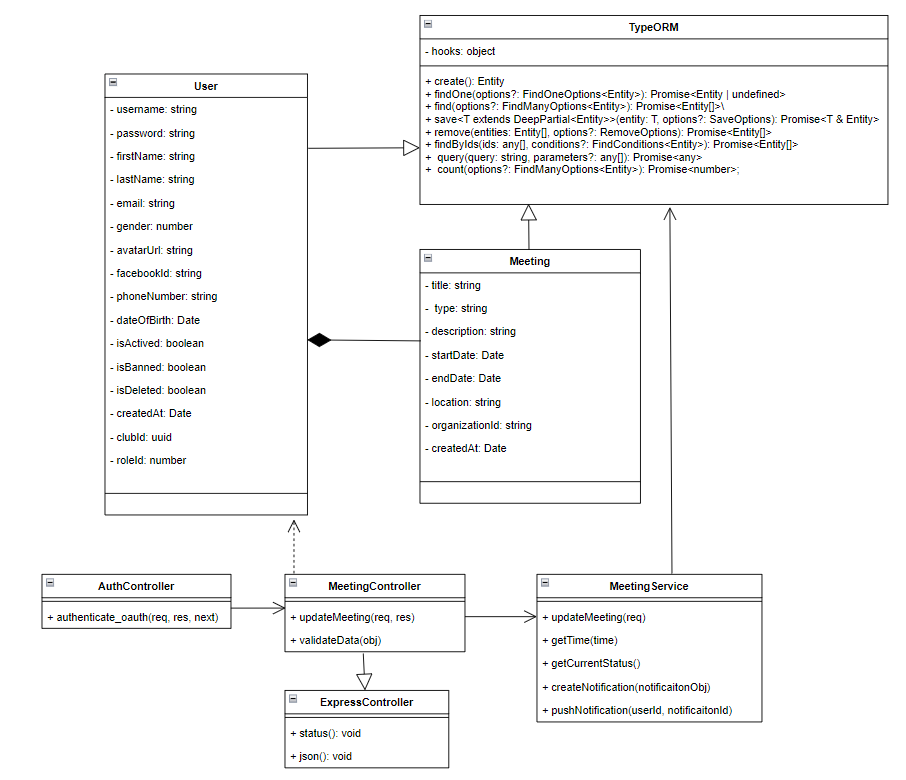 TypeORM
- hooks: object
+ create(): Entity
+ findOne(options?: FindOneOptions<Entity>): Promise<Entity | undefined>
+ find(options?: FindManyOptions<Entity>): Promise<Entity[]>\
+ save<T extends DeepPartial<Entity>>(entity: T, options?: SaveOptions): Promise<T & Entity>
+ remove(entities: Entity[], options?: RemoveOptions): Promise<Entity[]>
+ findByIds(ids: any[], conditions?: FindConditions<Entity>): Promise<Entity[]>
+ query(query: string, parameters?: any[]): Promise<any>
+ count(options?: FindManyOptions<Entity>): Promise<number>;
User
- username: string
- password: string
- firstName: string
- lastName: string
- email: string
- gender: number
- avatarUrl: string
- facebookId: string
- phoneNumber: string
- dateOfBirth: Date
- isActived: boolean
- isBanned: boolean
- isDeleted: boolean
- createdAt: Date
- clubId: uuid
- roleId: number
Meeting
- title: string
- type: string
- description: string
- startDate: Date
- endDate: Date
- location: string
- organizationId: string
- createdAt: Date
AuthController
+ authenticate_oauth(req, res, next)
MeetingController
+ updateMeeting(req, res)
+ validateData(obj)
MeetingService
+ updateMeeting(req)
+ getTime(time)
+ getCurrentStatus()
+ createNotification(notificaitonObj)
+ pushNotification(userId, notificaitonId)
ExpressController
+ status(): void
+ json(): void